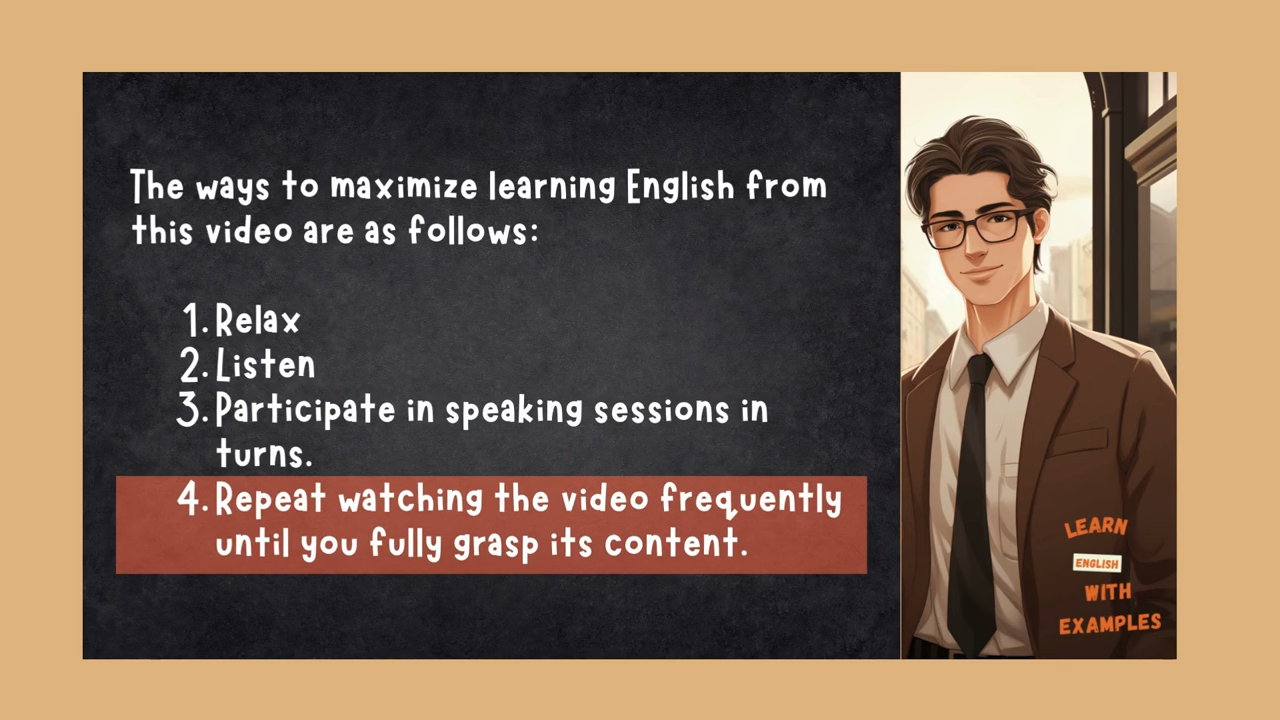 The ways to maximize learning English from
this video are as follows:
1. Relax
2. Listen
3. Participate in speaking sessions in
turns.
4. Repeat watching the video frequently
until you fully grasp its content.
LEARN
ENGLISH
WITH
EXAMPLES